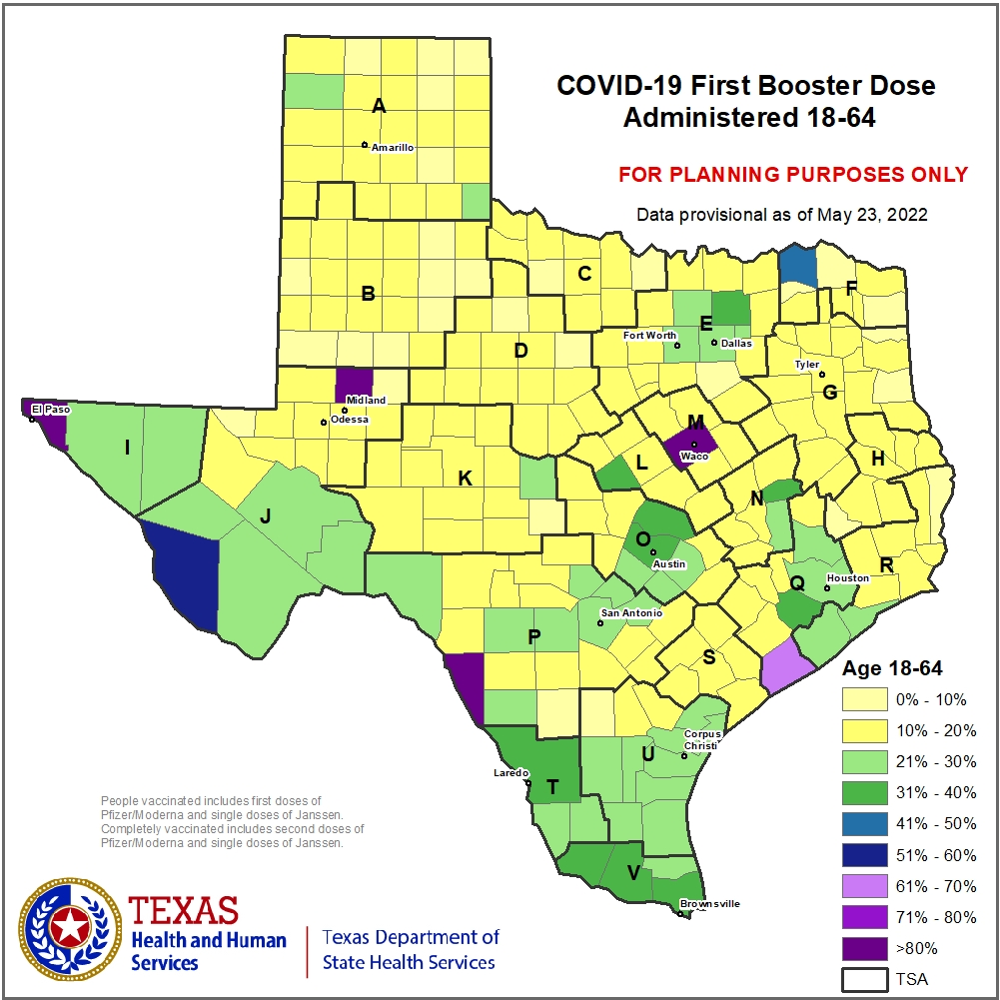 COVID-19 First Booster Dose
Administered 18-64
FOR PLANNING PURPOSES ONLY
Data provisional as of May 23, 2022
A
Amarillo
B
C
D
E
Fort Worth
Dallas
F
Tyler
G
El Paso
I
Midland
Odessa
J
K
L
M
Waco
H
N
O
Austin
Q
Houston
R
San Antonio
P
S
Corpus
Christi
U
Laredo
T
V
Brownsville
Age 18-64
0% - 10%
10% - 20%
21% - 30%
31% - 40%
41% - 50%
51% - 60%
61% - 70%
71% - 80%
>80%
TSA
People vaccinated includes first doses of
Pfizer/Moderna and single doses of Janssen.
Completely vaccinated includes second doses of
Pfizer/Moderna and single doses of Janssen.
TEXAS
Health and Human
Services
Texas Department of
State Health Services